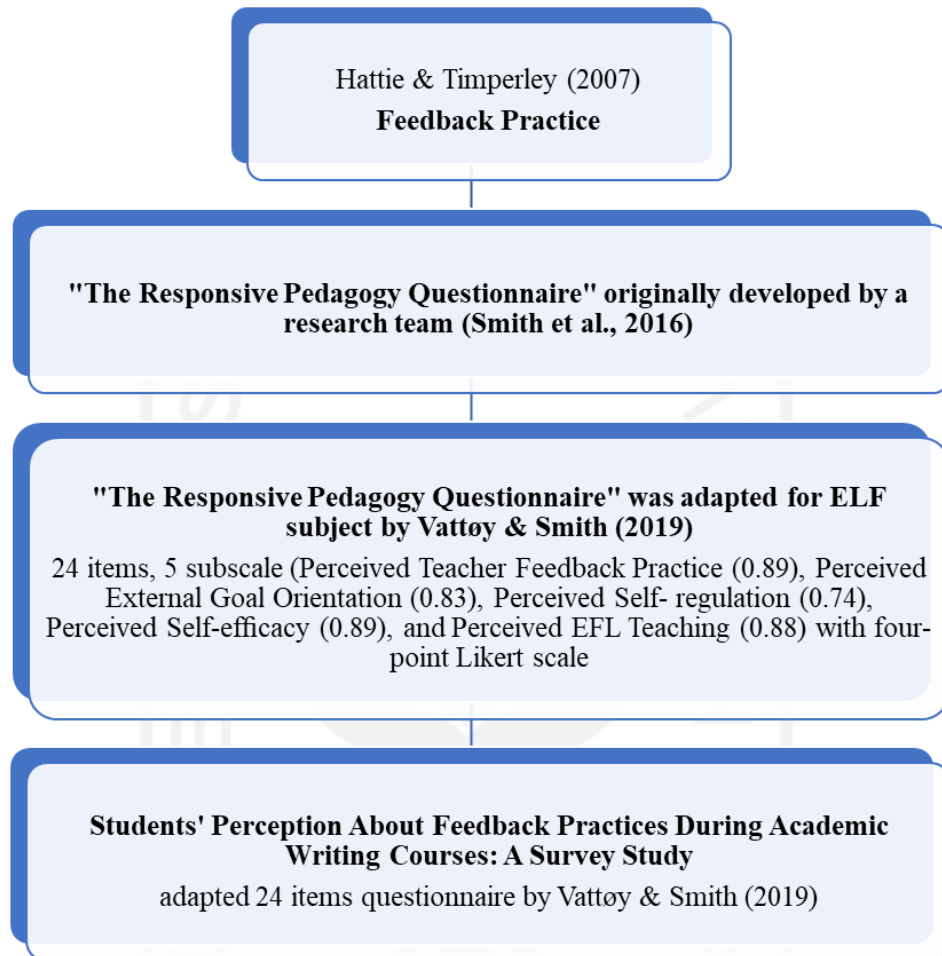 Hattie & Timperley (2007)
Feedback Practice
"The Responsive Pedagogy Questionnaire" originally developed by a
research team (Smith et al., 2016)
"The Responsive Pedagogy Questionnaire" was adapted for ELF
subject by Vattøy & Smith (2019)
24 items, 5 subscale (Perceived Teacher Feedback Practice (0.89), Perceived
External Goal Orientation (0.83), Perceived Self- regulation (0.74),
Perceived Self-efficacy (0.89), and Perceived EFL Teaching (0.88) with four-
point Likert scale
Students' Perception About Feedback Practices During Academic
Writing Courses: A Survey Study
adapted 24 items questionnaire by Vattøy & Smith (2019)